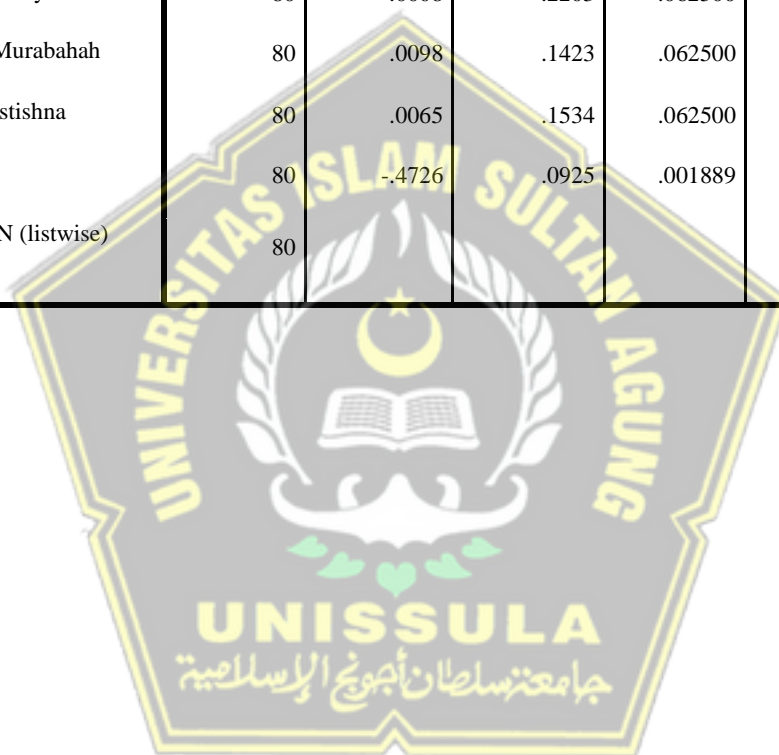 Murabahah 80 .0098 .1423 .062500
stishna 80 .0065 .1534 .062500
80 -.4726 .0925 .001889
N (listwise) 80
UNIVERSITAS ISLAM SULTAN AGUNG
UNISSULA
جامعة سلطان أجونج الإسلامية